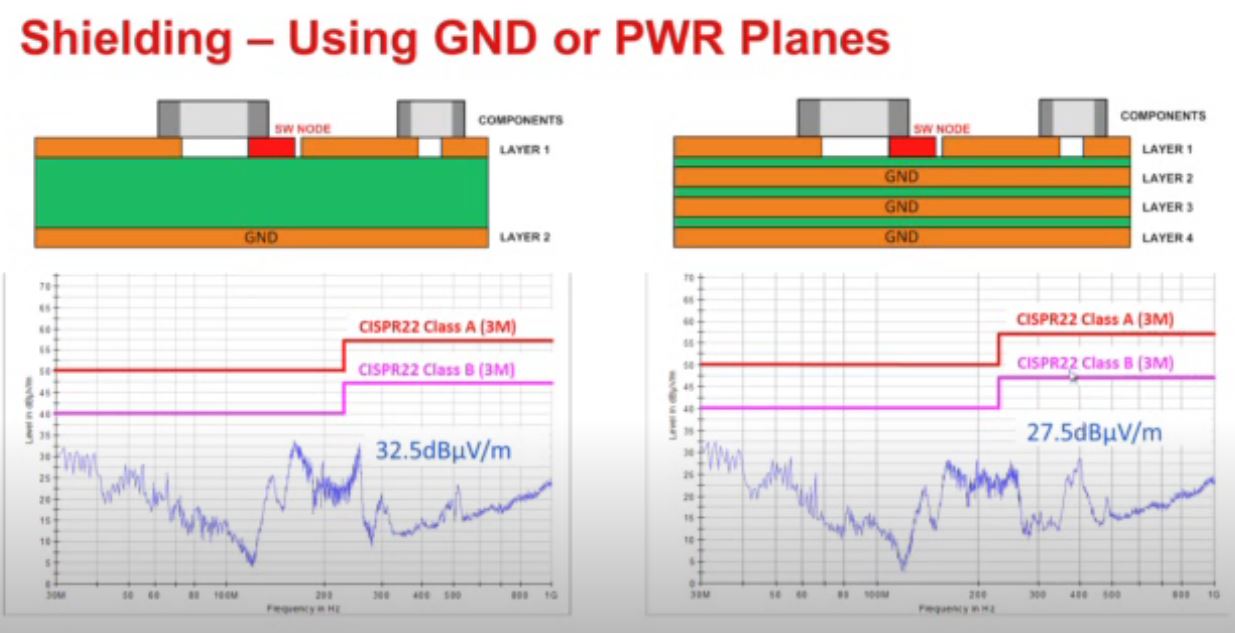 Shielding – Using GND or PWR Planes
COMPONENTS
SW NODE
LAYER 1
GND
LAYER 2
COMPONENTS
SW NODE
LAYER 1
GND
LAYER 2
GND
LAYER 3
GND
LAYER 4
70
65
60
55
50
45
40
35
30
25
20
15
10
5
0
Level in dBµV/m
CISPR22 Class A (3M)
CISPR22 Class B (3M)
32.5dBµV/m
30M 50 60 80 100M 200 300 400 500 800 1G
Frequency in Hz
70
65
60
55
50
45
40
35
30
25
20
15
10
5
0
Level in dBµV/m
CISPR22 Class A (3M)
CISPR22 Class B (3M)
27.5dBµV/m
30M 50 60 80 100M 200 300 400 500 800 1G
Frequency in Hz